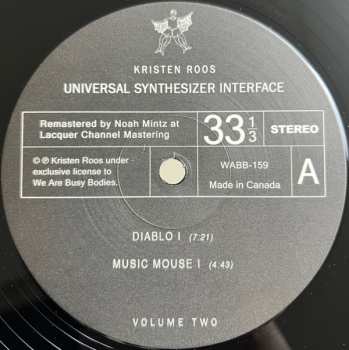 KRISTEN ROOS
UNIVERSAL SYNTHESIZER INTERFACE
Remastered by Noah Mintz at
Lacquer Channel Mastering
33 1/3
STEREO
© ℗ Kristen Roos under
exclusive license to
We Are Busy Bodies.
WABB-159
Made in Canada
A
DIABLO I (7:21)
MUSIC MOUSE I (4:43)
VOLUME TWO